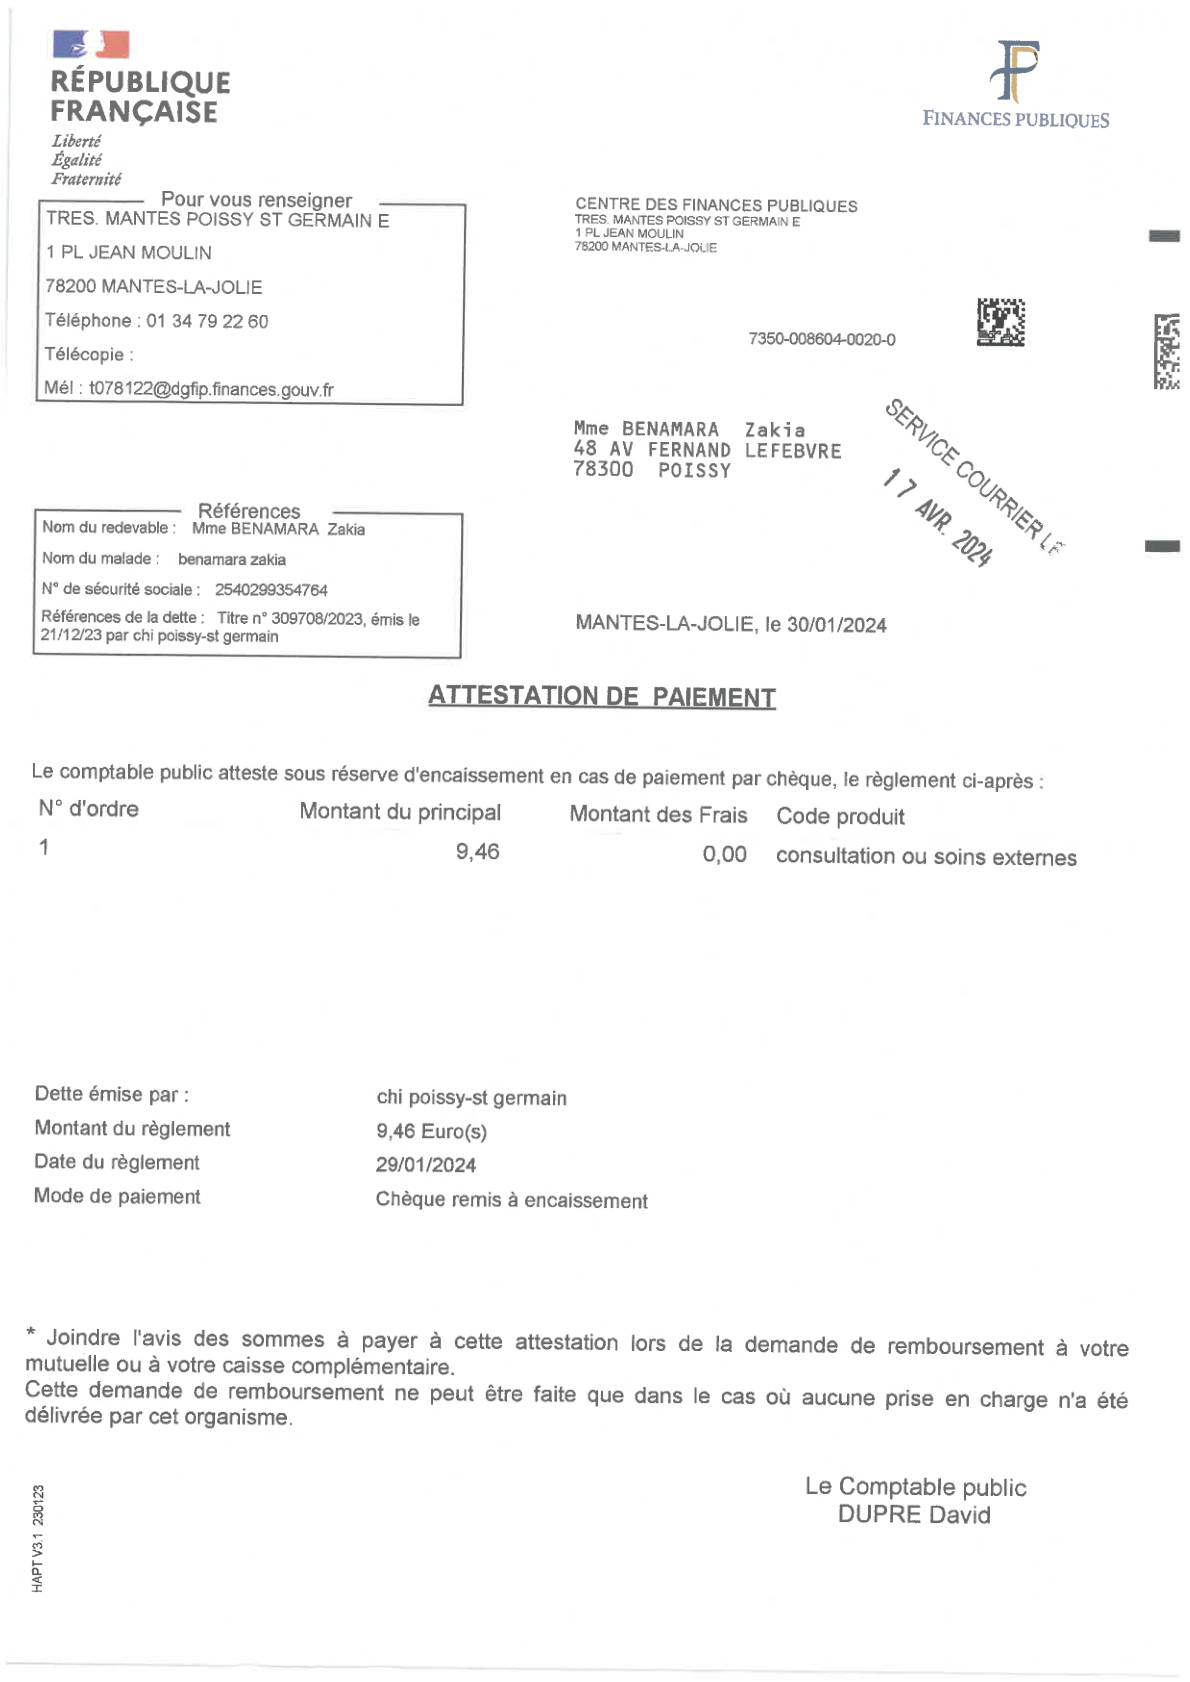 RÉPUBLIQUE
FRANÇAISE
Liberté
Égalité
Fraternité
FINANCES PUBLIQUES
Pour vous renseigner
TRES. MANTES POISSY ST GERMAIN E
1 PL JEAN MOULIN
78200 MANTES-LA-JOLIE
Téléphone : 01 34 79 22 60
Télécopie :
Mél : t078122@dgfip.finances.gouv.fr
CENTRE DES FINANCES PUBLIQUES
TRES. MANTES POISSY ST GERMAIN E
1 PL JEAN MOULIN
78200 MANTES-LA-JOLIE
7350-008604-0020-0
Mme BENAMARA Zakia
48 AV FERNAND LEFEBVRE
78300 POISSY
SERVICE COURRIER LE
17 AVR. 2024
Références
Nom du redevable : Mme BENAMARA Zakia
Nom du malade : benamara zakia
N° de sécurité sociale : 2540299354764
Références de la dette : Titre n° 309708/2023, émis le
21/12/23 par chi poissy-st germain
MANTES-LA-JOLIE, le 30/01/2024
ATTESTATION DE PAIEMENT
Le comptable public atteste sous réserve d'encaissement en cas de paiement par chèque, le règlement ci-après :
N° d'ordre Montant du principal Montant des Frais Code produit
1 9,46 0,00 consultation ou soins externes
Dette émise par : chi poissy-st germain
Montant du règlement 9,46 Euro(s)
Date du règlement 29/01/2024
Mode de paiement Chèque remis à encaissement
* Joindre l'avis des sommes à payer à cette attestation lors de la demande de remboursement à votre
mutuelle ou à votre caisse complémentaire.
Cette demande de remboursement ne peut être faite que dans le cas où aucune prise en charge n'a été
délivrée par cet organisme.
Le Comptable public
DUPRE David
HAPT V3.1 230123